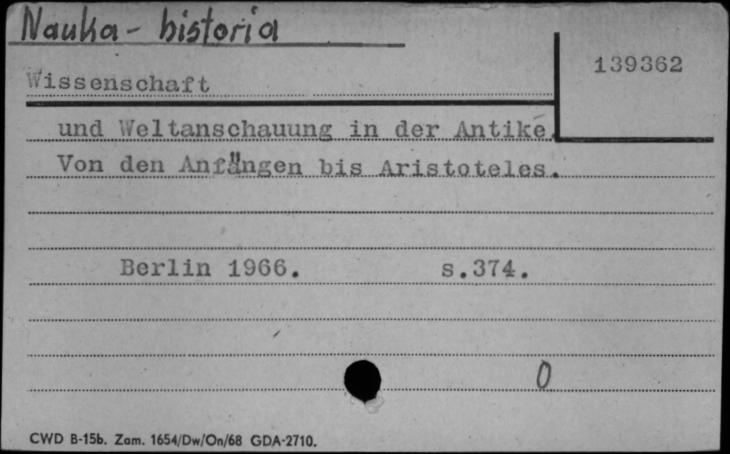 Nauka - historia
139362
Wissenschaft
und Weltanschauung in der Antike.
Von den Anfängen bis Aristoteles.
Berlin 1966. s.374.
0
CWD B-15b. Zam. 1654/Dw/On/68 GDA-2710.